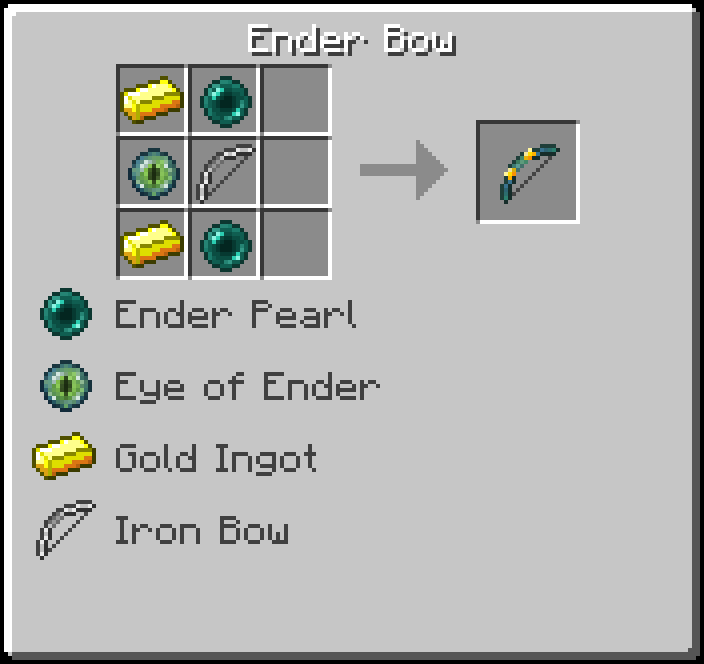 Ender Bow
Ender Pearl
Eye of Ender
Gold Ingot
Iron Bow